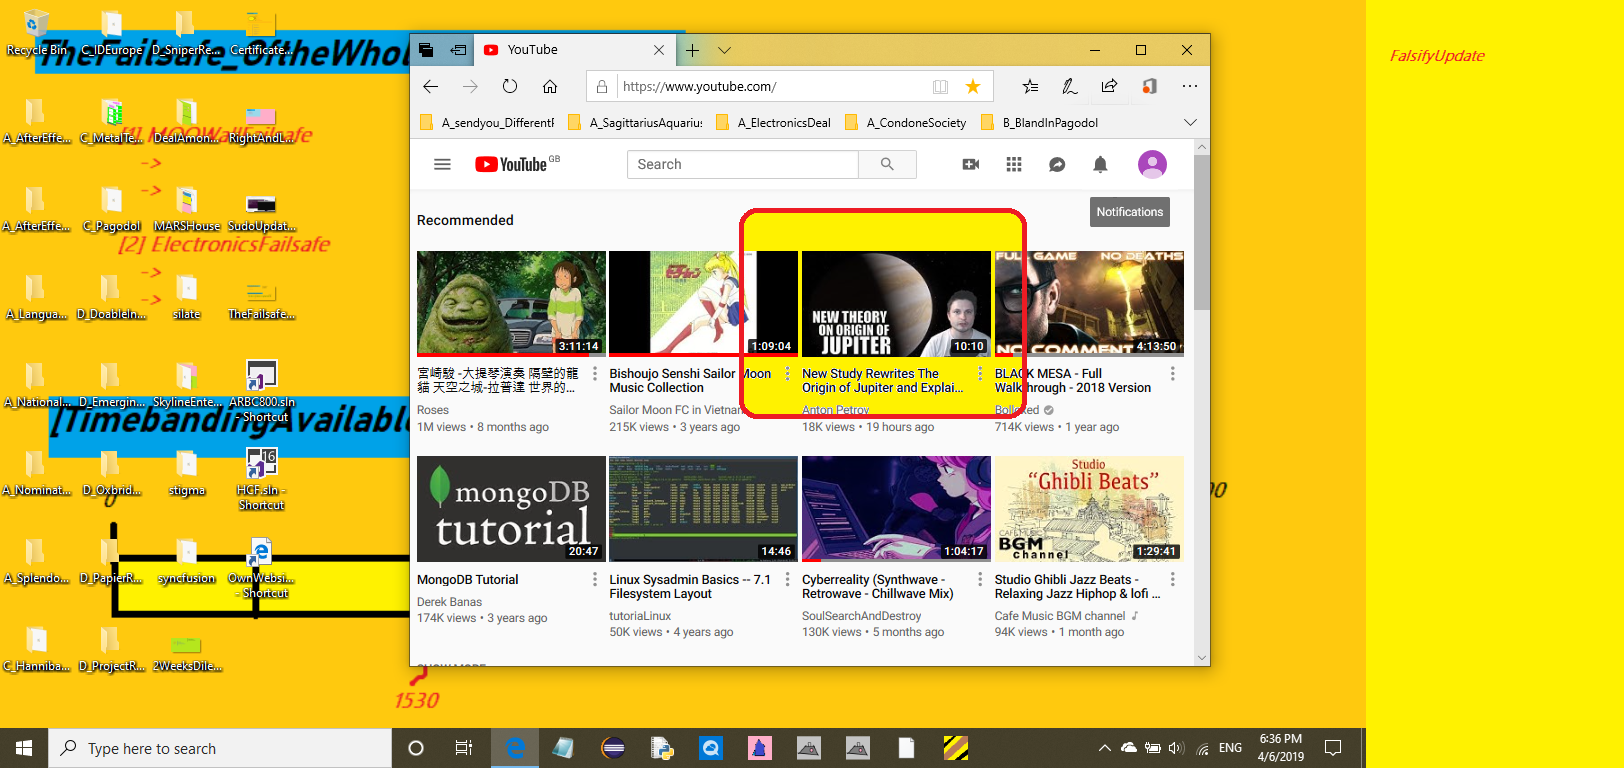 Recycle Bin
C_IDEurope
D_SniperRe...
Certificate...
TheFailsafe_OftheWhol
A_AfterEffe...
C_MetalTe...
DealAmon...
RightAndL...
[1] MOOWallFailsafe
->
->
A_AfterEffe...
C_Pagodol
MARSHouse
SudoUpdat...
[2] ElectronicsFailsafe
->
->
A_Langua...
D_DoableIn...
silate
TheFailsafe...
A_National...
D_Emergin...
SkylineEnte...
ARBC800.sln
- Shortcut
[TimebandingAvailabl
A_Nominat...
D_Oxbrid...
stigma
HCF.sln -
Shortcut
0
A_Splendo...
D_PapierR...
syncfusion
OwnWebsi...
- Shortcut
C_Hanniba...
D_ProjectR...
2WeeksDile...
1530
YouTube
https://www.youtube.com/
A_sendyou_DifferentF
A_SagittariusAquariu
A_ElectronicsDeal
A_CondoneSociety
B_BlandInPagodol
YouTube GB
Search
Notifications
Recommended
FULL GAME NO DEATHS
NEW THEORY
ON ORIGIN OF
JUPITER
NO COMMENT
3:11:14
1:09:04
10:10
4:13:50
宮崎駿 -大提琴演奏 隔壁的龍
貓 天空之城-拉普達 世界的...
Roses
1M views • 8 months ago
Bishoujo Senshi Sailor Moon
Music Collection
Sailor Moon FC in Vietnam
215K views • 3 years ago
New Study Rewrites The
Origin of Jupiter and Explai...
Anton Petrov
18K views • 19 hours ago
BLACK MESA - Full
Walkthrough - 2018 Version
Bolloxed
714K views • 1 year ago
mongoDB
tutorial
Studio
"Ghibli Beats"
CAFE MUSIC
BGM
channel
20:47
14:46
1:04:17
1:29:41
MongoDB Tutorial
Derek Banas
174K views • 3 years ago
Linux Sysadmin Basics -- 7.1
Filesystem Layout
tutoriaLinux
50K views • 4 years ago
Cyberreality (Synthwave -
Retrowave - Chillwave Mix)
SoulSearchAndDestroy
130K views • 5 months ago
Studio Ghibli Jazz Beats -
Relaxing Jazz Hiphop & lofi ...
Cafe Music BGM channel
94K views • 1 month ago
SHOW MORE
00
FalsifyUpdate
Type here to search
16
ENG
6:36 PM
4/6/2019